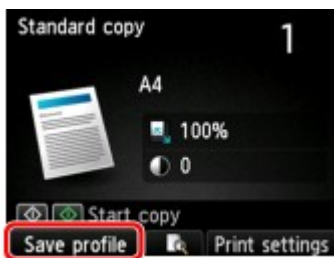 Standard copy 1
A4
100%
0
Start copy
Save profile Print settings